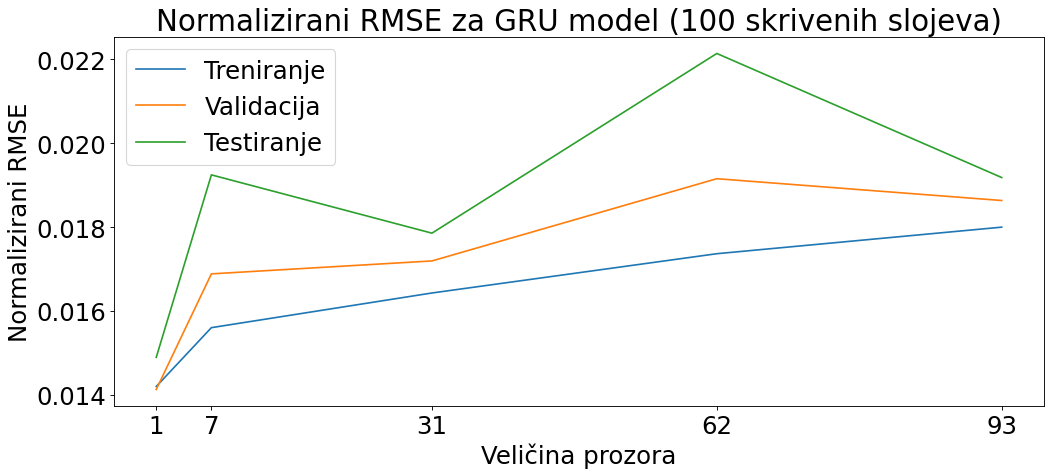 Normalizirani RMSE za GRU model (100 skrivenih slojeva)
Normalizirani RMSE
0.022
0.020
0.018
0.016
0.014
Treniranje
Validacija
Testiranje
1 7 31 62 93
Veličina prozora